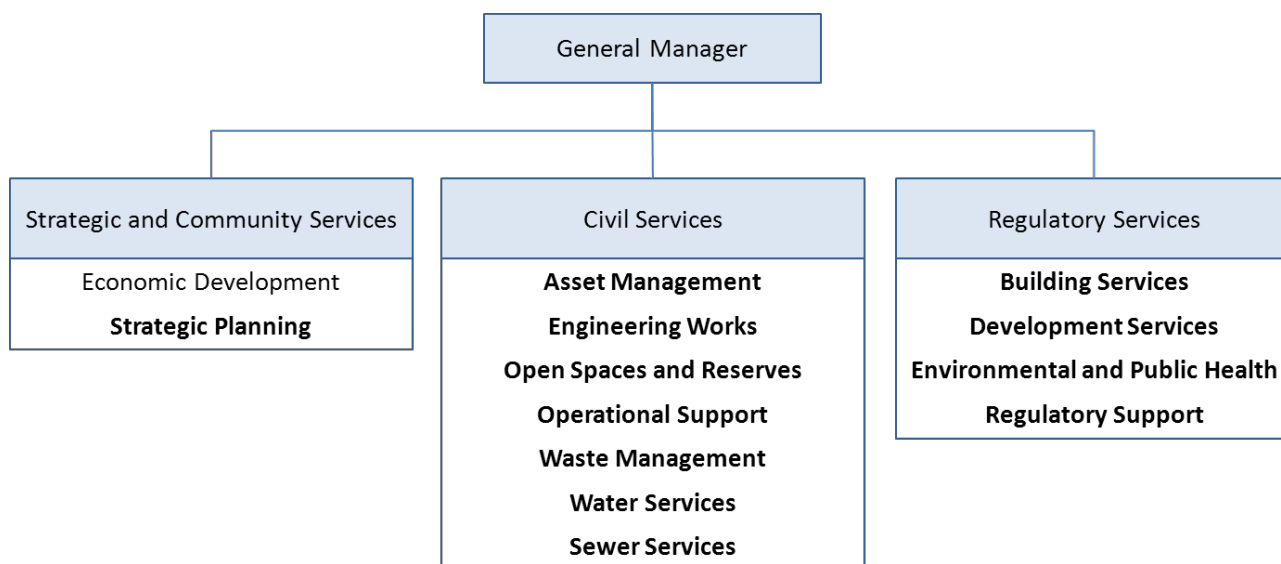 General Manager
Strategic and Community Services
Economic Development
Strategic Planning
Civil Services
Asset Management
Engineering Works
Open Spaces and Reserves
Operational Support
Waste Management
Water Services
Sewer Services
Regulatory Services
Building Services
Development Services
Environmental and Public Health
Regulatory Support